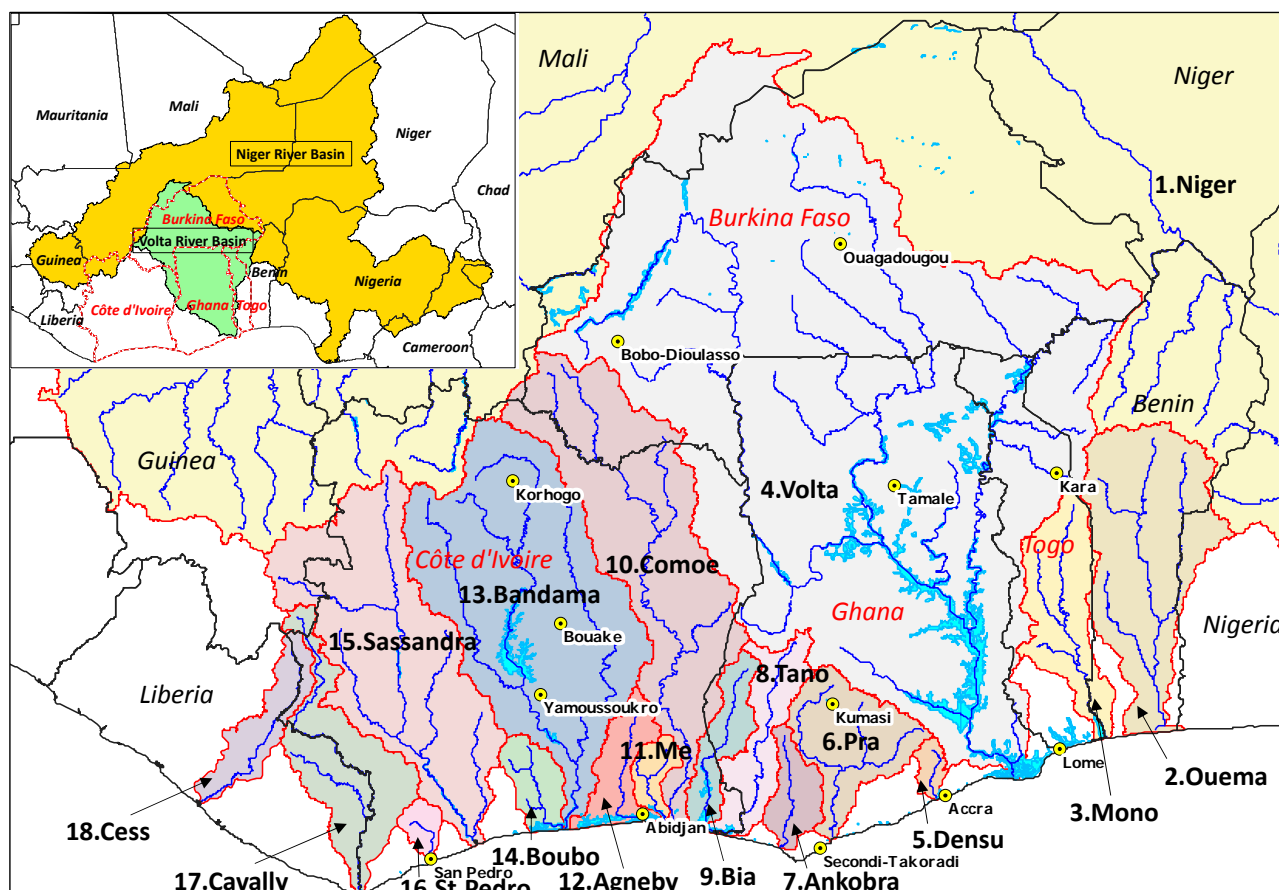 Mauritania
Mali
Niger
Niger River Basin
Chad
Burkina Faso
Volta River Basin
Guinea
Benin
Nigeria
Liberia
Côte d'Ivoire
Ghana
Togo
Cameroon
Mali
Niger
1.Niger
Burkina Faso
Ouagadougou
Bobo-Dioulasso
Benin
Guinea
Korhogo
4.Volta
Tamale
Kara
Côte d'Ivoire
10.Comoe
Togo
13.Bandama
Ghana
Bouake
Nigeria
15.Sassandra
8.Tano
Liberia
Yamoussoukro
Kumasi
6.Pra
11.Me
Lome
2.Ouema
Accra
3.Mono
18.Cess
Abidjan
5.Densu
14.Boubo
Secondi-Takoradi
San Pedro
9.Bia
17.Cavally
16.St.Pedro
12.Agneby
7.Ankobra